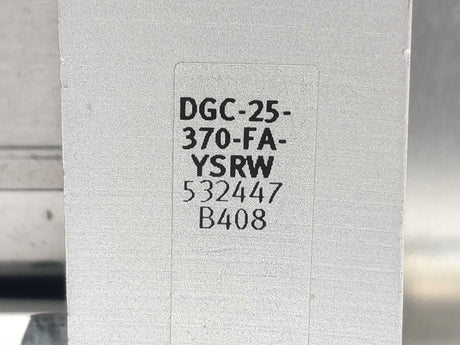 DGC-25-
370-FA-
YSRW
532447
B408